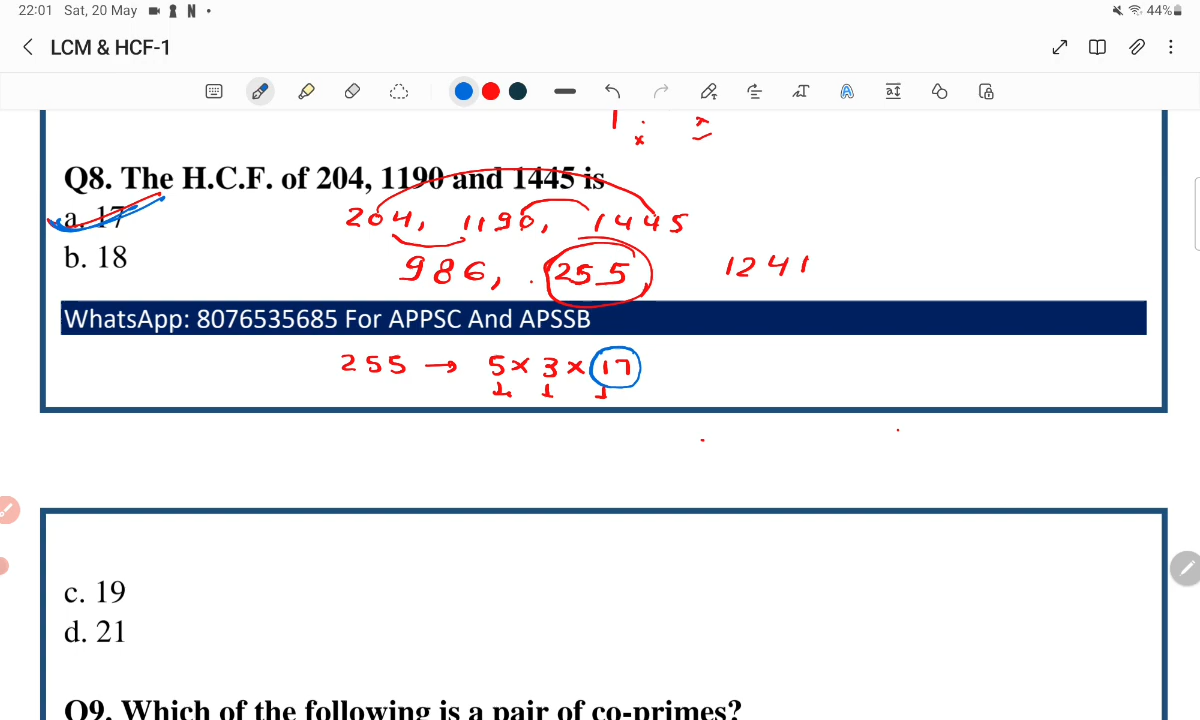 22:01 Sat, 20 May N • 44%
LCM & HCF-1
Q8. The H.C.F. of 204, 1190 and 1445 is
a. 17
204, 1190, 1445
b. 18
986, 255 1241
WhatsApp: 8076535685 For APPSC And APSSB
255 → 5 × 3 × 17
c. 19
d. 21
Q9. Which of the following is a pair of co-primes?